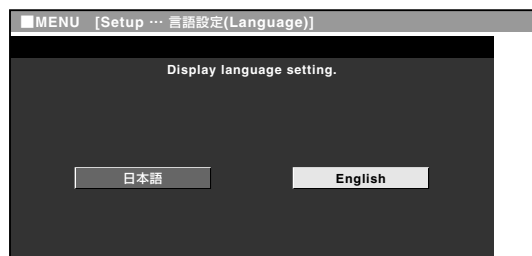 ■MENU [Setup … 言語設定(Language)]
Display language setting.
日本語 English